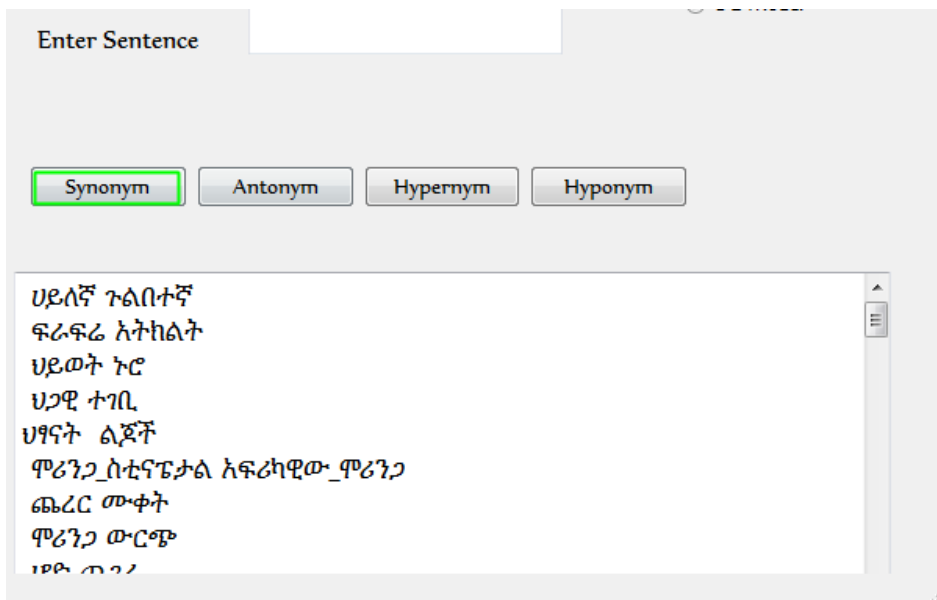 Enter Sentence
Synonym Antonym Hypernym Hyponym
ሀይለኛ ጉልበተኛ
ፍራፍሬ አትክልት
ህይወት ኑሮ
ህጋዊ ተገቢ
ህፃናት ልጆች
ሞሪንጋ_ስቲናፔታል አፍሪካዊው_ሞሪንጋ
ጨረር ሙቀት
ሞሪንጋ ውርጭ